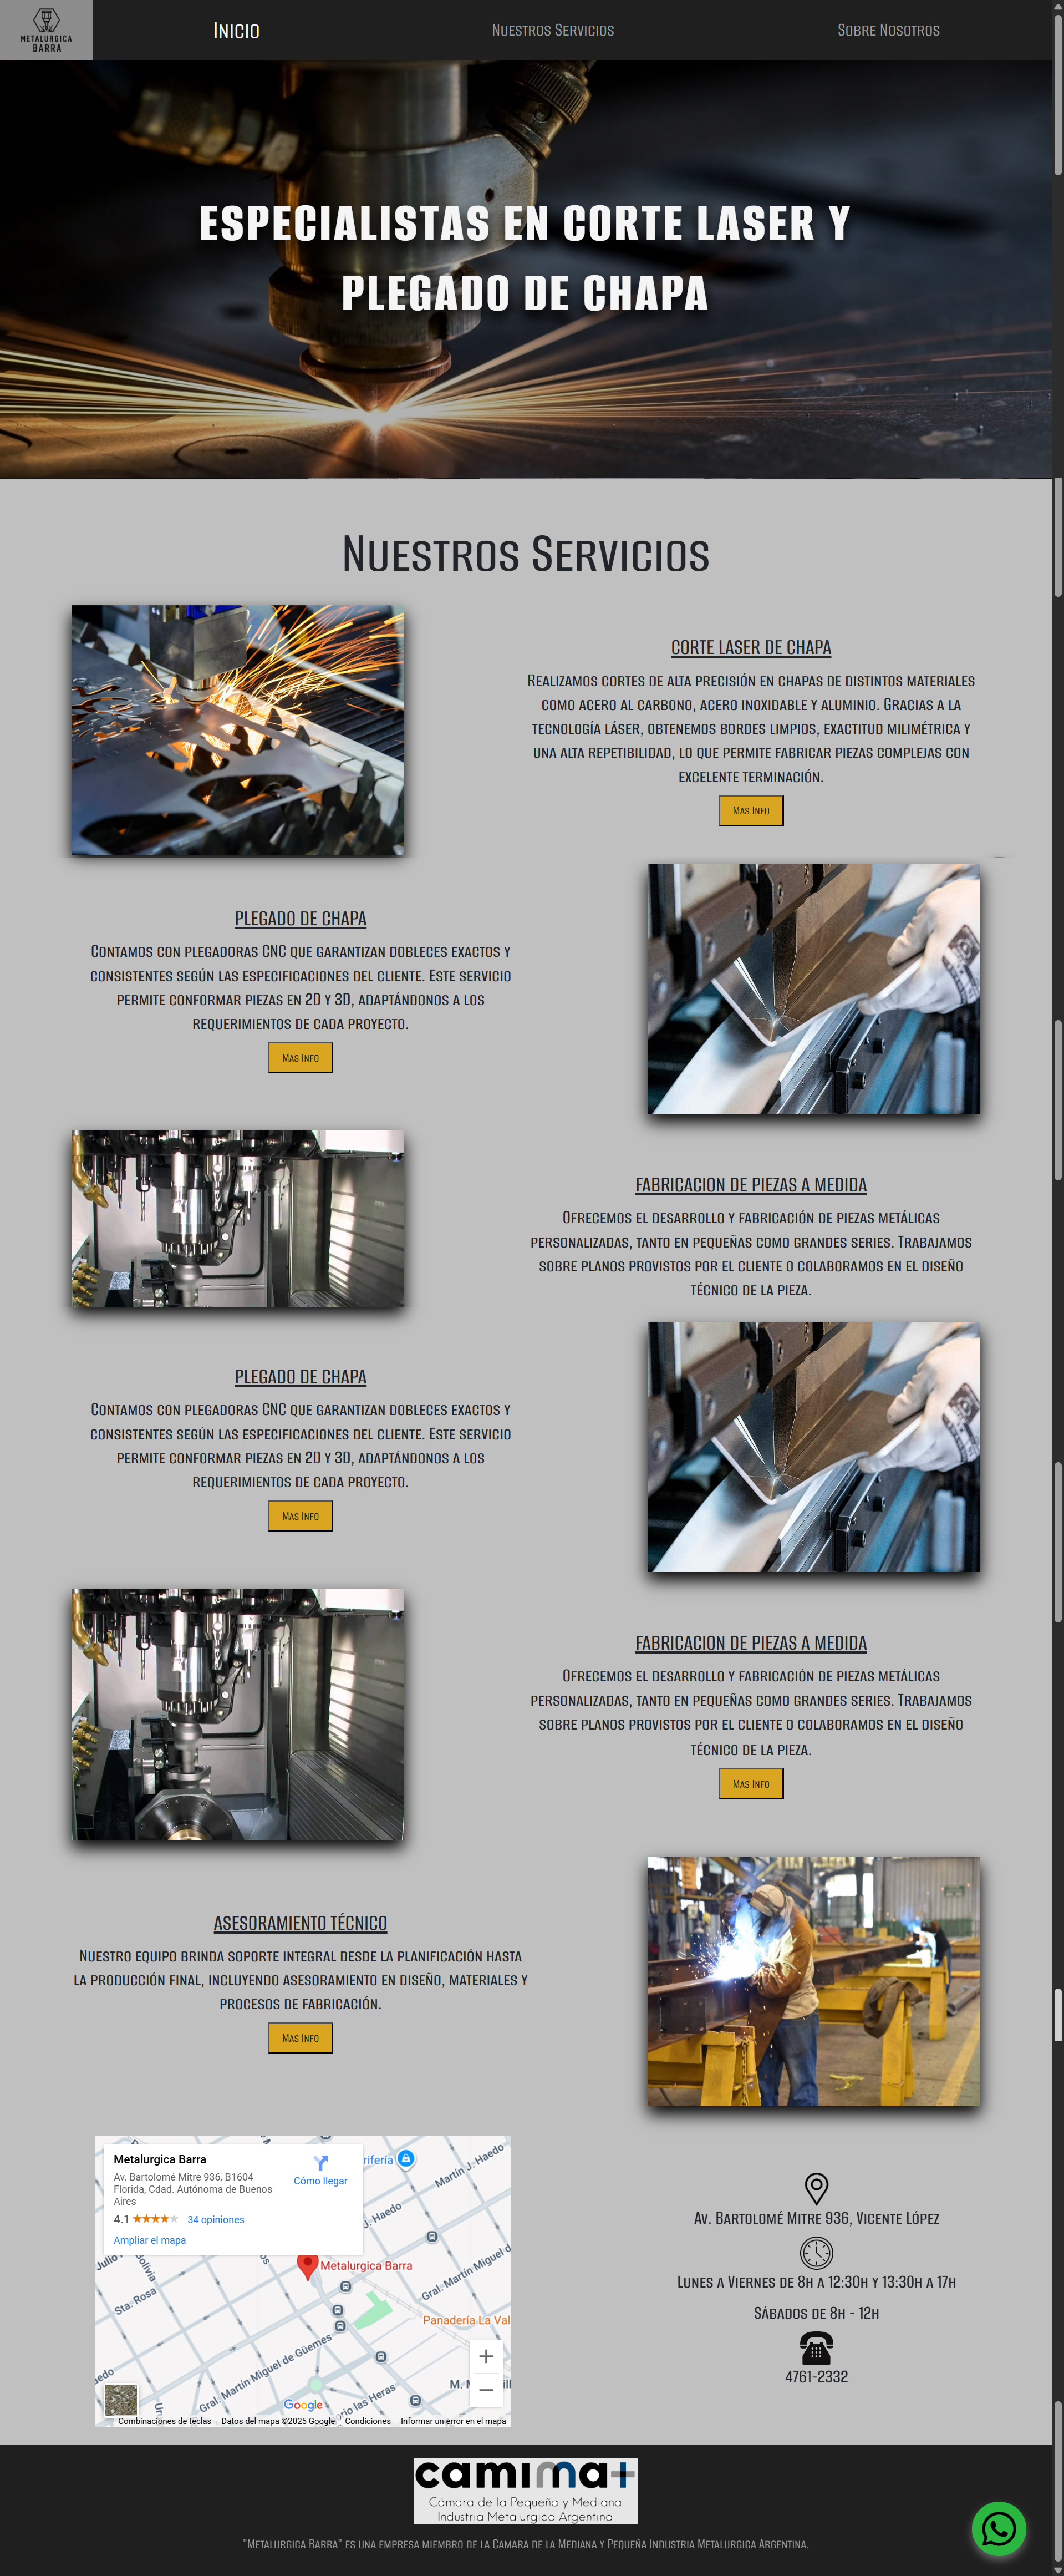 METALURGICA
BARRA
Inicio
Nuestros Servicios
Sobre Nosotros
ESPECIALISTAS EN CORTE LASER Y
PLEGADO DE CHAPA
Nuestros Servicios
CORTE LASER DE CHAPA
Realizamos cortes de alta precisión en chapas de distintos materiales
como acero al carbono, acero inoxidable y aluminio. Gracias a la
tecnología láser, obtenemos bordes limpios, exactitud milimétrica y
una alta repetibilidad, lo que permite fabricar piezas complejas con
excelente terminación.
Mas Info
PLEGADO DE CHAPA
Contamos con plegadoras CNC que garantizan dobleces exactos y
consistentes según las especificaciones del cliente. Este servicio
permite conformar piezas en 2D y 3D, adaptándonos a los
requerimientos de cada proyecto.
Mas Info
FABRICACION DE PIEZAS A MEDIDA
Ofrecemos el desarrollo y fabricación de piezas metálicas
personalizadas, tanto en pequeñas como grandes series. Trabajamos
sobre planos provistos por el cliente o colaboramos en el diseño
técnico de la pieza.
PLEGADO DE CHAPA
Contamos con plegadoras CNC que garantizan dobleces exactos y
consistentes según las especificaciones del cliente. Este servicio
permite conformar piezas en 2D y 3D, adaptándonos a los
requerimientos de cada proyecto.
Mas Info
FABRICACION DE PIEZAS A MEDIDA
Ofrecemos el desarrollo y fabricación de piezas metálicas
personalizadas, tanto en pequeñas como grandes series. Trabajamos
sobre planos provistos por el cliente o colaboramos en el diseño
técnico de la pieza.
Mas Info
ASESORAMIENTO TÉCNICO
Nuestro equipo brinda soporte integral desde la planificación hasta
la producción final, incluyendo asesoramiento en diseño, materiales y
procesos de fabricación.
Mas Info
Metalurgica Barra
Av. Bartolomé Mitre 936, B1604
Florida, Cdad. Autónoma de Buenos
Aires
4.1
34 opiniones
Ampliar el mapa
Cómo llegar
rifería
Martín J. Haedo
J. Haedo
Julio
olivia
Sta. Rosa
Metalurgica Barra
Gral. Martín Miguel d
Panadería La Val
Gral. Martín Miguel de Güemes
orio las Heras
aedo
Google
Combinaciones de teclas
Datos del mapa ©2025 Google
Condiciones
Informar un error en el mapa
Av. Bartolomé Mitre 936, Vicente López
Lunes a Viernes de 8h a 12:30h y 13:30h a 17h
Sábados de 8h - 12h
4761-2332
camima+
Cámara de la Pequeña y Mediana
Industria Metalurgica Argentina
"Metalurgica Barra" es una empresa miembro de la Camara de la Mediana y Pequeña Industria Metalurgica Argentina.